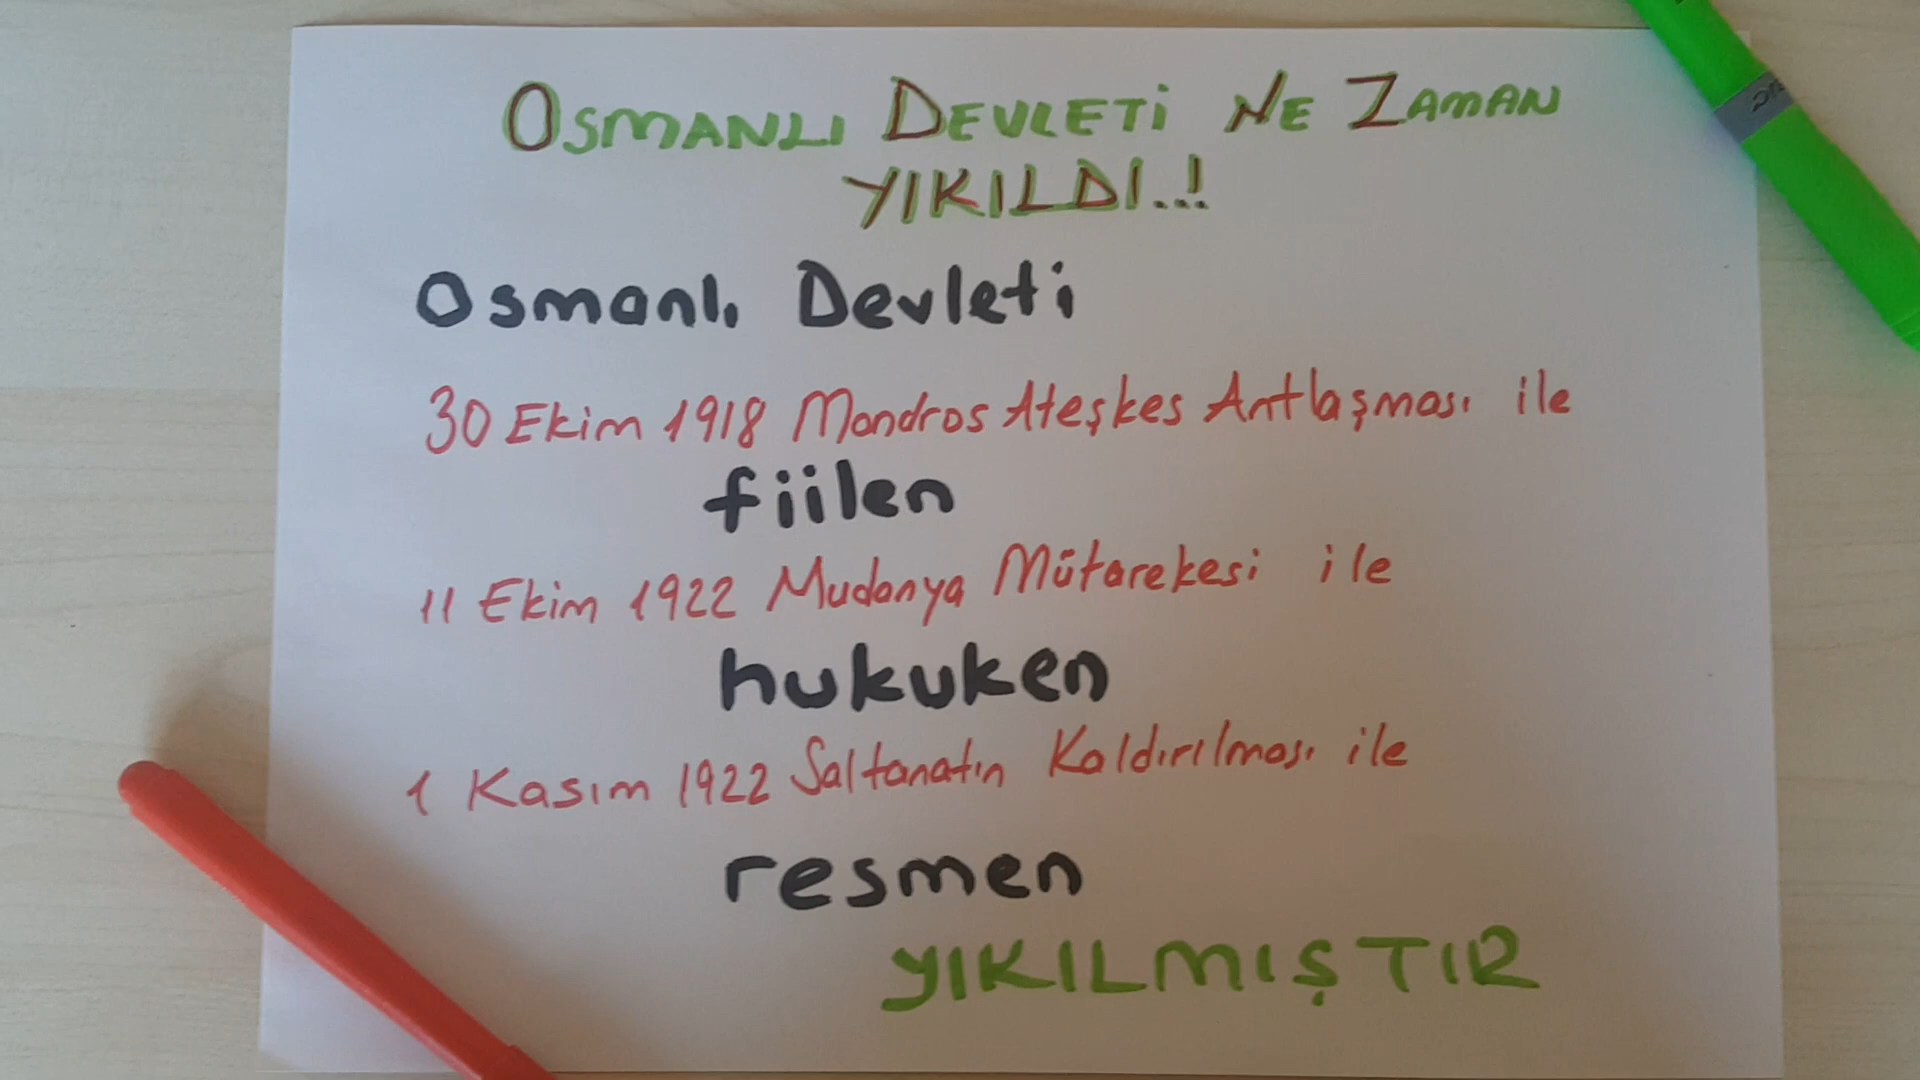 OSMANLI DEVLETİ NE ZAMAN
YIKILDI..!
Osmanlı Devleti
30 Ekim 1918 Mondros Ateşkes Antlaşması ile
fiilen
11 Ekim 1922 Mudanya Mütarekesi ile
hukuken
1 Kasım 1922 Saltanatın Kaldırılması ile
resmen
YIKILMIŞTIR